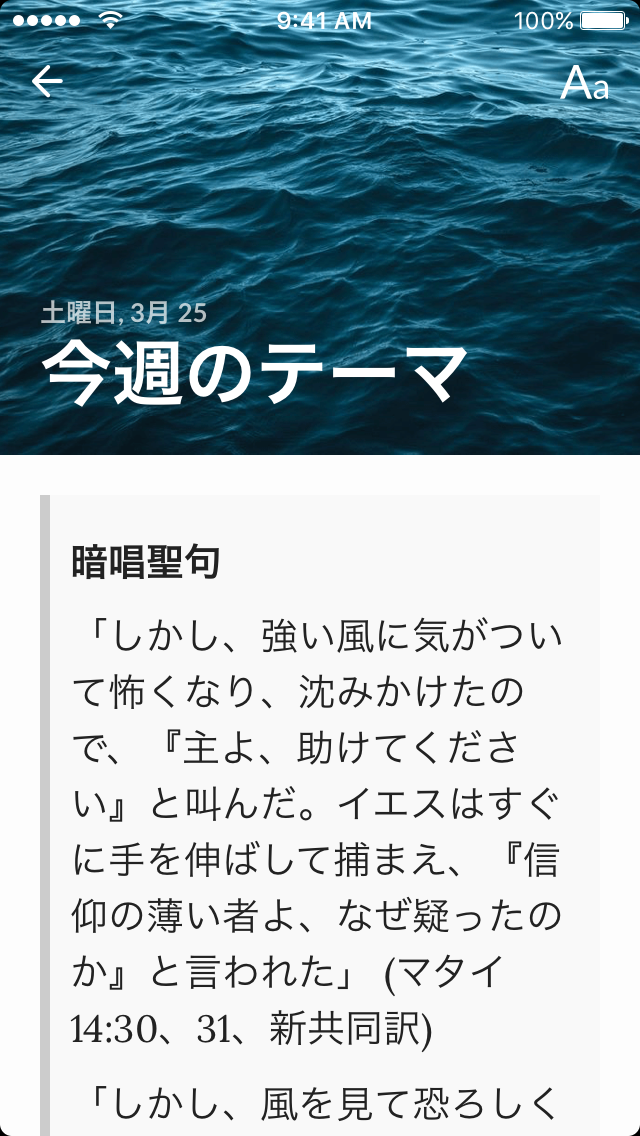 9:41 AM
100%
Aa
土曜日, 3月 25
今週のテーマ
暗唱聖句
「しかし、強い風に気がつい
て怖くなり、沈みかけたの
で、『主よ、助けてくださ
い』と叫んだ。イエスはすぐ
に手を伸ばして捕まえ、『信
仰の薄い者よ、なぜ疑ったの
か』と言われた」 (マタイ
14:30、31、新共同訳)
「しかし、風を見て恐ろしく